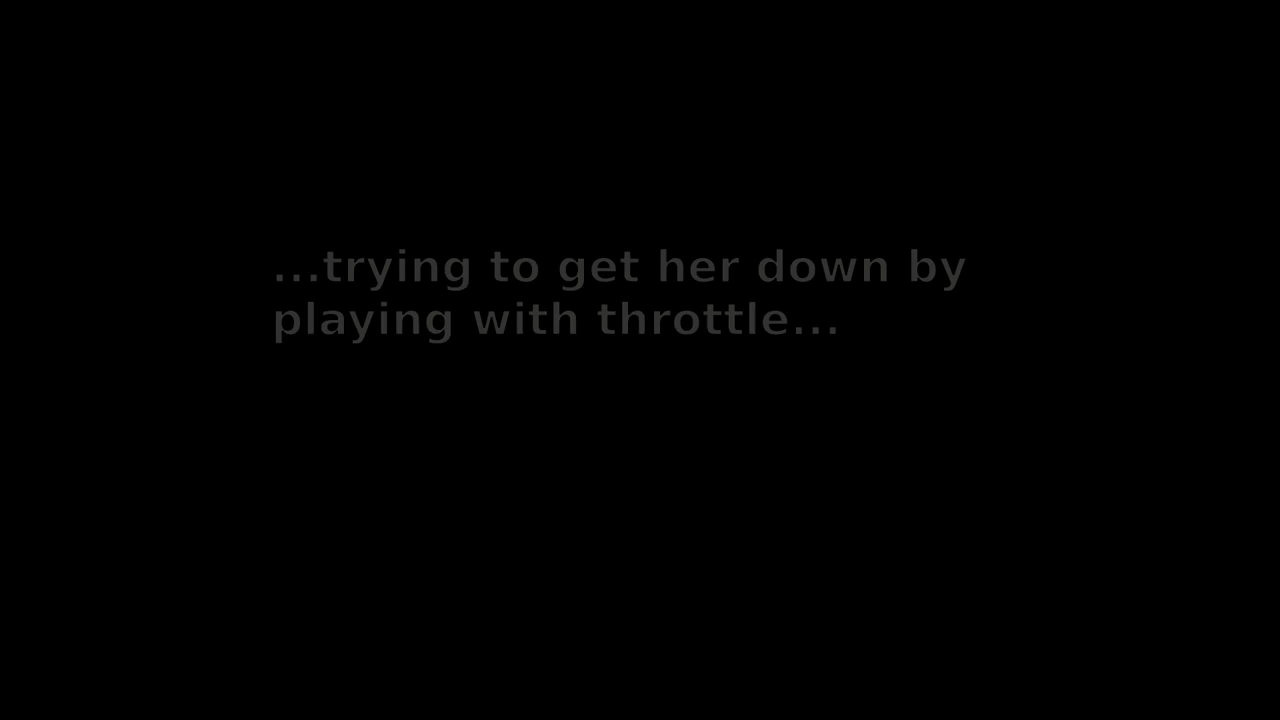 ...trying to get her down by
playing with throttle...